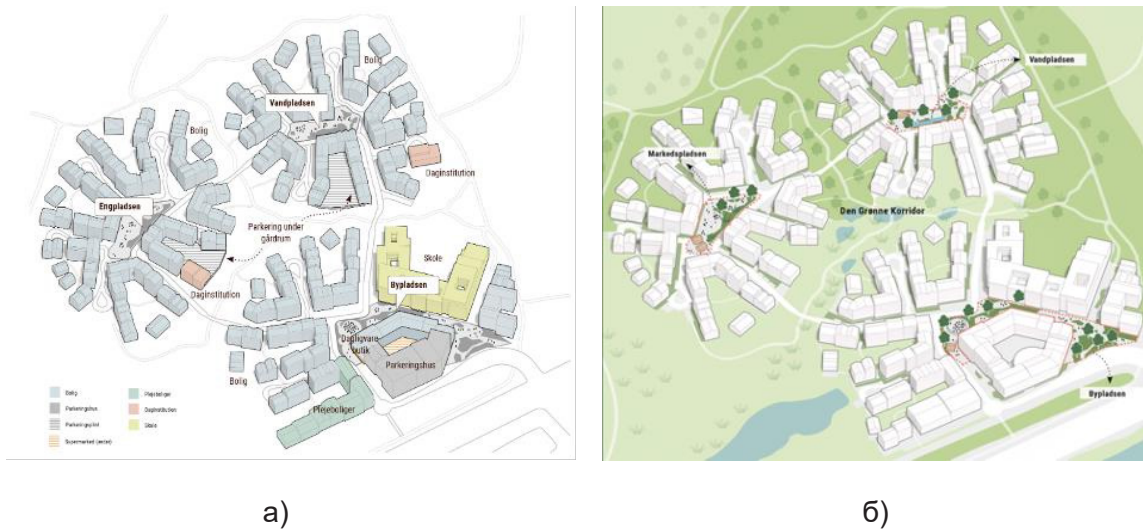 Bolig
Vandpladsen
Bolig
Daginstitution
Engpladsen
Parkering under
gårdrum
Skole
Daginstitution
Bypladsen
Dagligvare
butik
Parkeringshus
Bolig
Plejeboliger
Bolig
Parkeringshus
Supermarked
Plejeboliger
Daginstitution
Skole
Vandpladsen
Markedspladsen
Den Grønne Korridor
Bypladsen
а)
б)